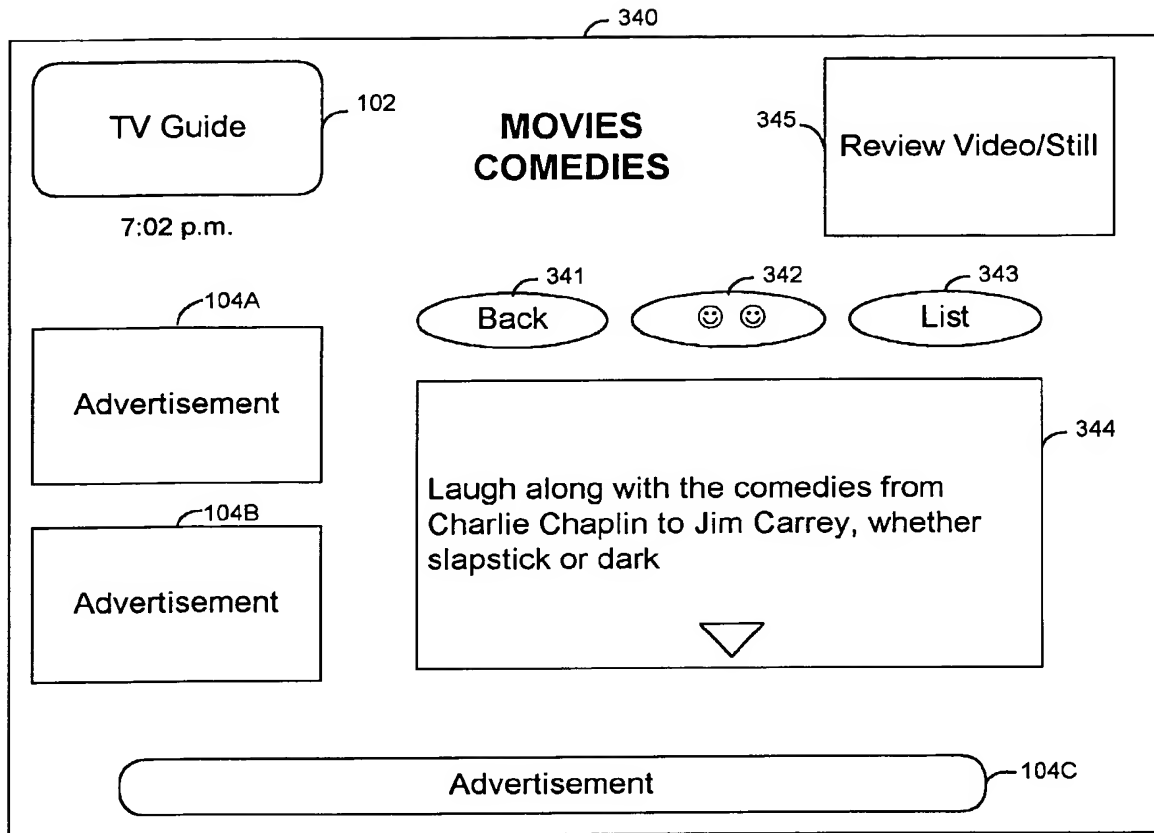 340
TV Guide
102
MOVIES
COMEDIES
345
Review Video/Still
7:02 p.m.
341
342
343
Back
☺ ☺
List
104A
Advertisement
344
Laugh along with the comedies from
Charlie Chaplin to Jim Carrey, whether
slapstick or dark
104B
Advertisement
Advertisement
104C